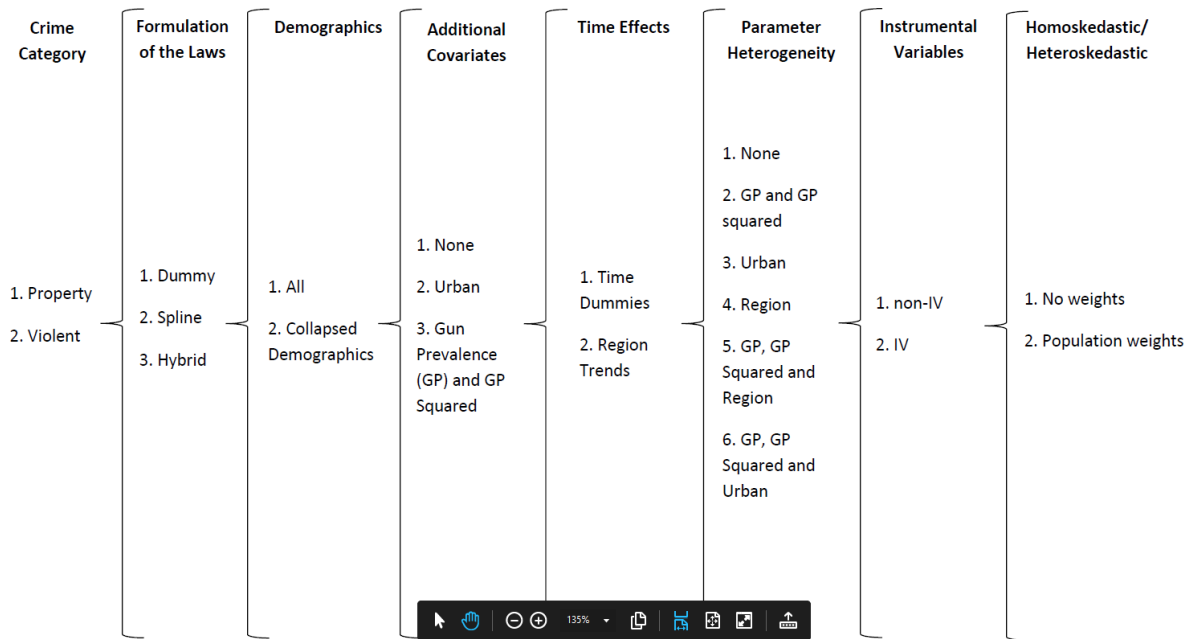 Crime
Category
1. Property
2. Violent
Formulation
of the Laws
1. Dummy
2. Spline
3. Hybrid
Demographics
1. All
2. Collapsed
Demographics
Additional
Covariates
1. None
2. Urban
3. Gun
Prevalence
(GP) and GP
Squared
Time Effects
1. Time
Dummies
2. Region
Trends
Parameter
Heterogeneity
1. None
2. GP and GP
squared
3. Urban
4. Region
5. GP, GP
Squared and
Region
6. GP, GP
Squared and
Urban
Instrumental
Variables
1. non-IV
2. IV
Homoskedastic/
Heteroskedastic
1. No weights
2. Population weights
135%